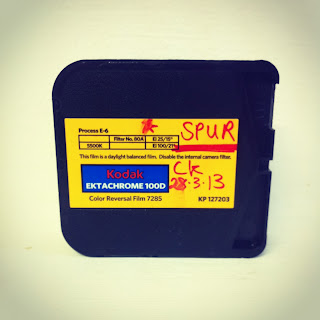 Process E-6
Filter No. 80A EI 25/15°
5500K EI 100/21°
SPUR
This film is a daylight balanced film. Disable the internal camera filter.
Kodak
EKTACHROME 100D
CK
28.3.13
Color Reversal Film 7285
KP 127203